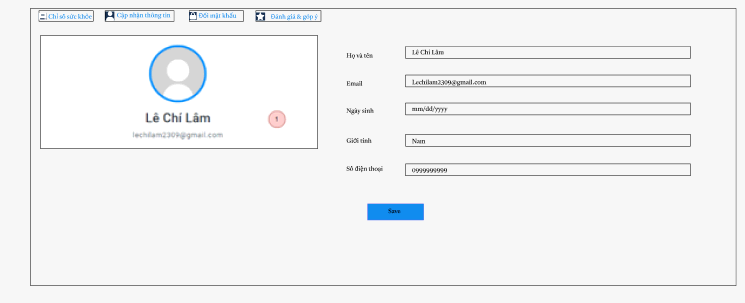 Chỉ số sức khỏe
Cập nhận thông tin
Đổi mật khẩu
Đánh giá & góp ý
Lê Chí Lâm
lechilam2309@gmail.com
1
Họ và tên
Lê Chí Lâm
Email
Lechilam2309@gmail.com
Ngày sinh
mm/dd/yyyy
Giới tính
Nam
Số điện thoại
0999999999
Save